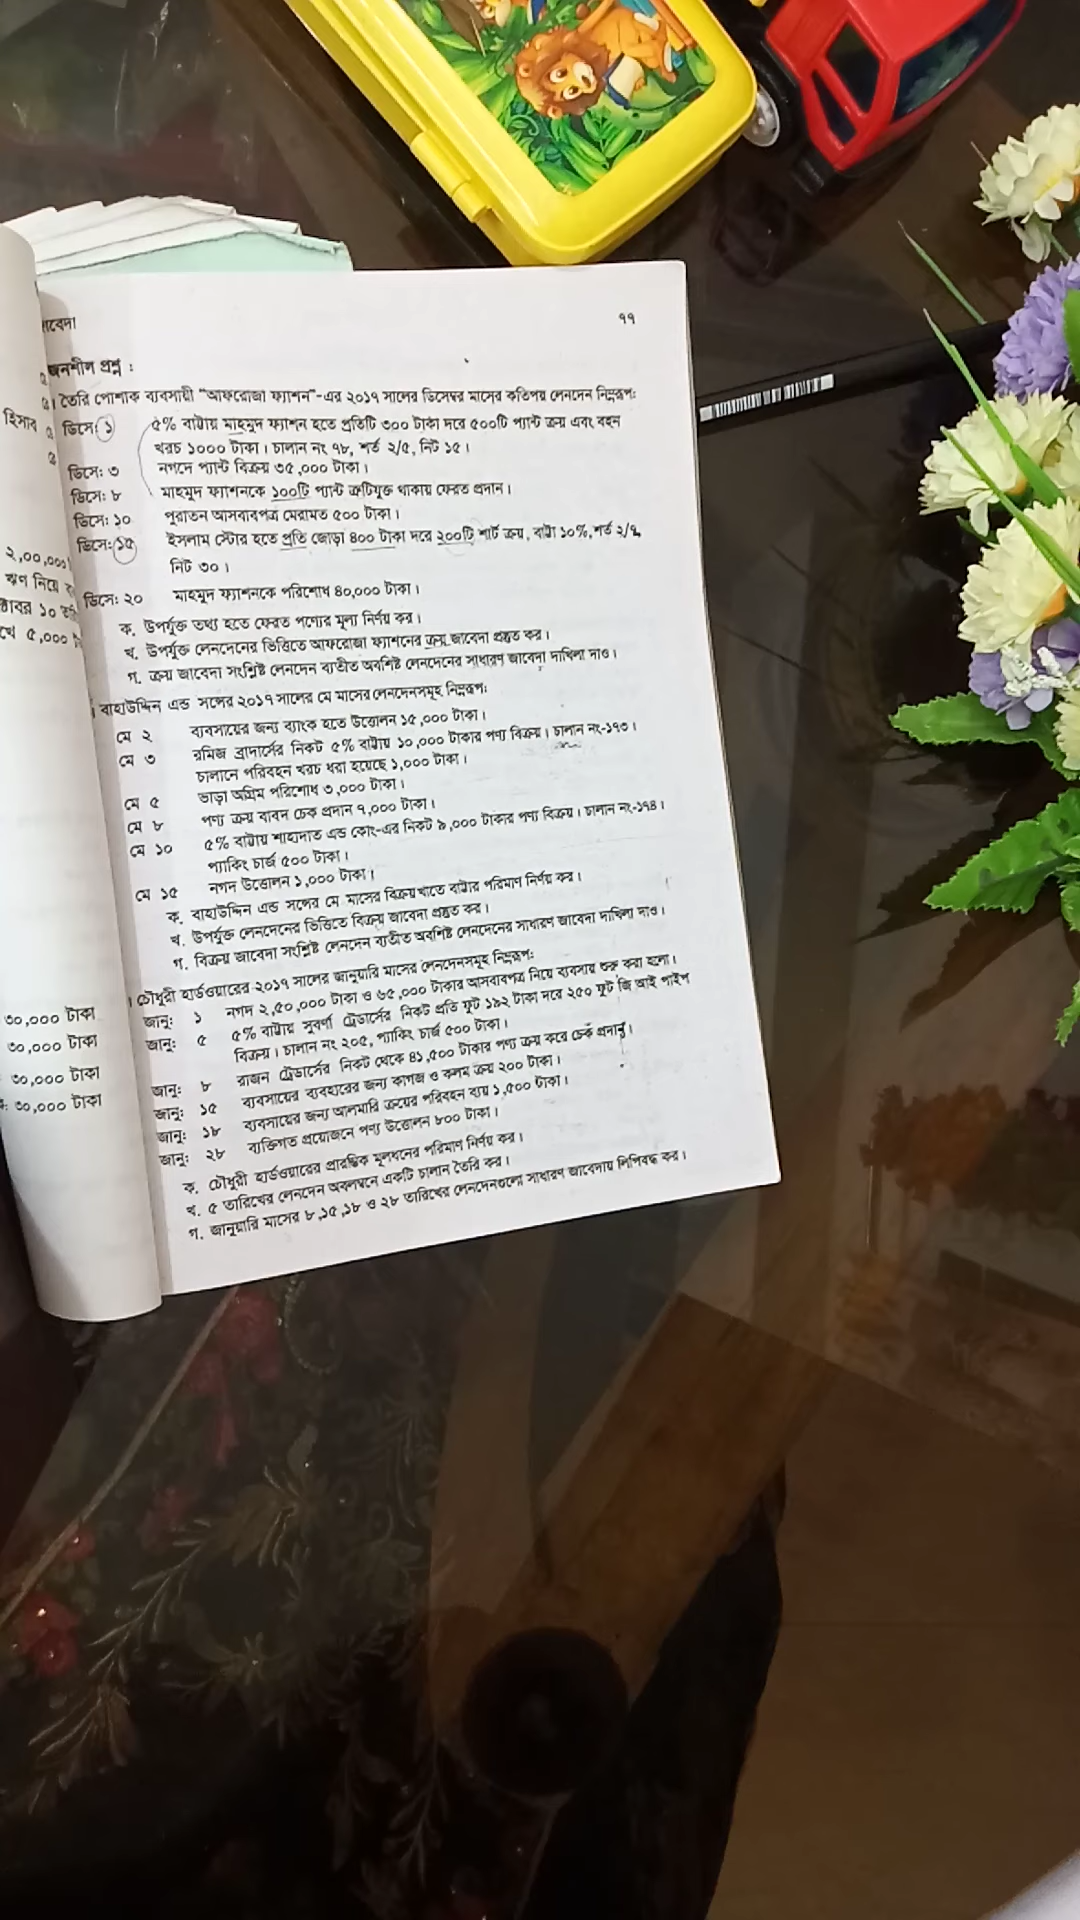 ৭৭
জনশীল প্রশ্ন :
তৈরি পোশাক ব্যবসায়ী "আফরোজা ফ্যাশন"-এর ২০১৭ সালের ডিসেম্বর মাসের কতিপয় লেনদেন নিম্নরূপ:
হিসাব
ডিসে: ১ ৫% বাট্টায় মাহমুদ ফ্যাশন হতে প্রতিটি ৩০০ টাকা দরে ৫০০টি প্যান্ট ক্রয় এবং বহন
খরচ ১০০০ টাকা। চালান নং ৭৮, শর্ত ২/৫, নিট ১৫।
ডিসে: ৩ নগদে প্যান্ট বিক্রয় ৩৫,০০০ টাকা।
ডিসে: ৮ মাহমুদ ফ্যাশনকে ১০০টি প্যান্ট ত্রুটিযুক্ত থাকায় ফেরত প্রদান।
ডিসে: ১০ পুরাতন আসবাবপত্র মেরামত ৫০০ টাকা।
ডিসে: ১৫ ইসলাম স্টোর হতে প্রতি জোড়া ৪০০ টাকা দরে ২০০টি শার্ট ক্রয়, বাট্টা ১০%, শর্ত ২/
নিট ৩০।
২,০০,০০০
ঋণ নিয়ে
ডিসে: ২০ মাহমুদ ফ্যাশনকে পরিশোধ ৪০,০০০ টাকা।
৫,০০০
ক. উপর্যুক্ত তথ্য হতে ফেরত পণ্যের মূল্য নির্ণয় কর।
খ. উপর্যুক্ত লেনদেনের ভিত্তিতে আফরোজা ফ্যাশনের ক্রয় জাবেদা প্রস্তুত কর।
গ. ক্রয় জাবেদা সংশ্লিষ্ট লেনদেন ব্যতীত অবশিষ্ট লেনদেনের সাধারণ জাবেদা দাখিলা দাও।
বাহাউদ্দিন এন্ড সন্সের ২০১৭ সালের মে মাসের লেনদেনসমূহ নিম্নরূপ:
মে ২ ব্যবসায়ের জন্য ব্যাংক হতে উত্তোলন ১৫,০০০ টাকা।
মে ৩ রমিজ ব্রাদার্সের নিকট ৫% বাট্টায় ১০,০০০ টাকার পণ্য বিক্রয়। চালান নং-১৭৩।
চালানে পরিবহন খরচ ধরা হয়েছে ১,০০০ টাকা।
মে ৫ ভাড়া অগ্রিম পরিশোধ ৩,০০০ টাকা।
মে ৮ পণ্য ক্রয় বাবদ চেক প্রদান ৭,০০০ টাকা।
মে ১০ ৫% বাট্টায় শাহাদাত এন্ড কোং-এর নিকট ৯,০০০ টাকার পণ্য বিক্রয়। চালান নং-১৭৪।
প্যাকিং চার্জ ৫০০ টাকা।
মে ১৫ নগদ উত্তোলন ১,০০০ টাকা।
ক. বাহাউদ্দিন এন্ড সন্সের মে মাসের বিক্রয় খাতে বাট্টার পরিমাণ নির্ণয় কর।
খ. উপর্যুক্ত লেনদেনের ভিত্তিতে বিক্রয় জাবেদা প্রস্তুত কর।
গ. বিক্রয় জাবেদা সংশ্লিষ্ট লেনদেন ব্যতীত অবশিষ্ট লেনদেনের সাধারণ জাবেদা দাখিলা দাও।
চৌধুরী হার্ডওয়ারের ২০১৭ সালের জানুয়ারি মাসের লেনদেনসমূহ নিম্নরূপ:
জানু: ১ নগদ ২,৫০,০০০ টাকা ও ৬৫,০০০ টাকার আসবাবপত্র নিয়ে ব্যবসায় শুরু করা হলো।
জানু: ৫ ৫% বাট্টায় সুবর্ণা ট্রেডার্সের নিকট প্রতি ফুট ১৯২ টাকা দরে ২৫০ ফুট জি আই পাইপ
বিক্রয়। চালান নং ২০৫, প্যাকিং চার্জ ৫০০ টাকা।
জানু: ৮ রাজন ট্রেডার্সের নিকট থেকে ৪১,৫০০ টাকার পণ্য ক্রয় করে চেক প্রদান।
জানু: ১৫ ব্যবসায়ের ব্যবহারের জন্য কাগজ ও কলম ক্রয় ২০০ টাকা।
জানু: ১৮ ব্যবসায়ের জন্য আলমারি ক্রয়ের পরিবহন ব্যয় ১,৫০০ টাকা।
জানু: ২৮ ব্যক্তিগত প্রয়োজনে পণ্য উত্তোলন ৮০০ টাকা।
ক. চৌধুরী হার্ডওয়ারের প্রারম্ভিক মূলধনের পরিমাণ নির্ণয় কর।
খ. ৫ তারিখের লেনদেন অবলম্বনে একটি চালান তৈরি কর।
গ. জানুয়ারি মাসের ৮,১৫,১৮ ও ২৮ তারিখের লেনদেনগুলো সাধারণ জাবেদায় লিপিবদ্ধ কর।
৩০,০০০ টাকা
৩০,০০০ টাকা
৩০,০০০ টাকা
৩০,০০০ টাকা